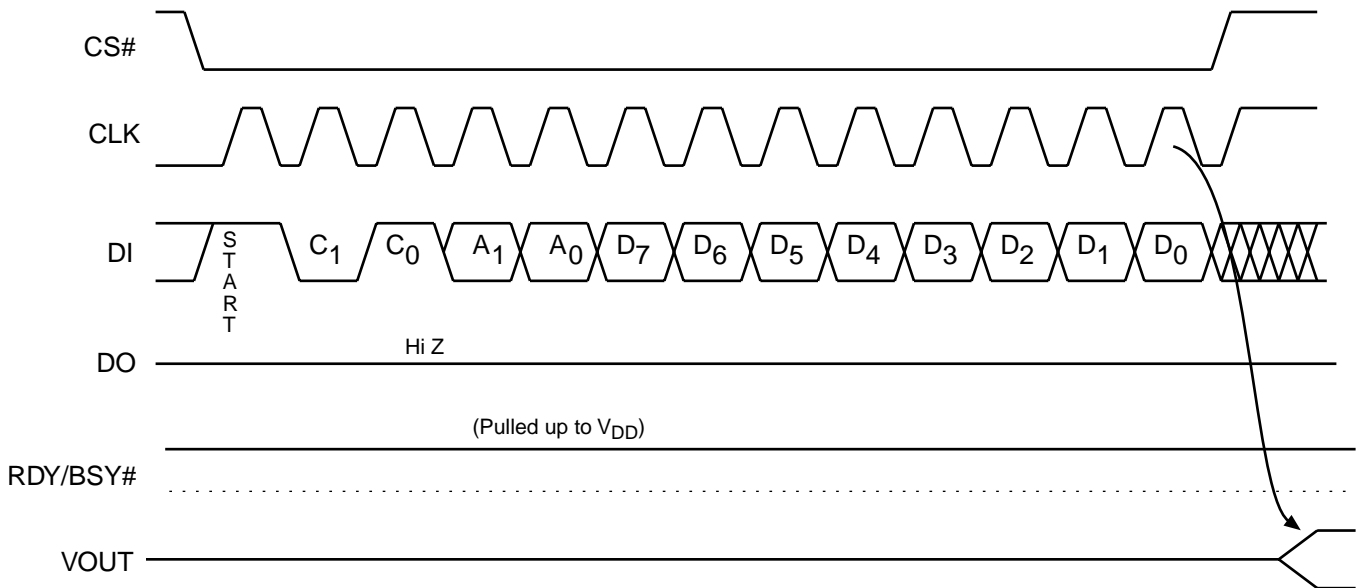 CS#
CLK
DI
START
C1 C0 A1 A0 D7 D6 D5 D4 D3 D2 D1 D0
DO
Hi Z
(Pulled up to VDD)
RDY/BSY#
VOUT